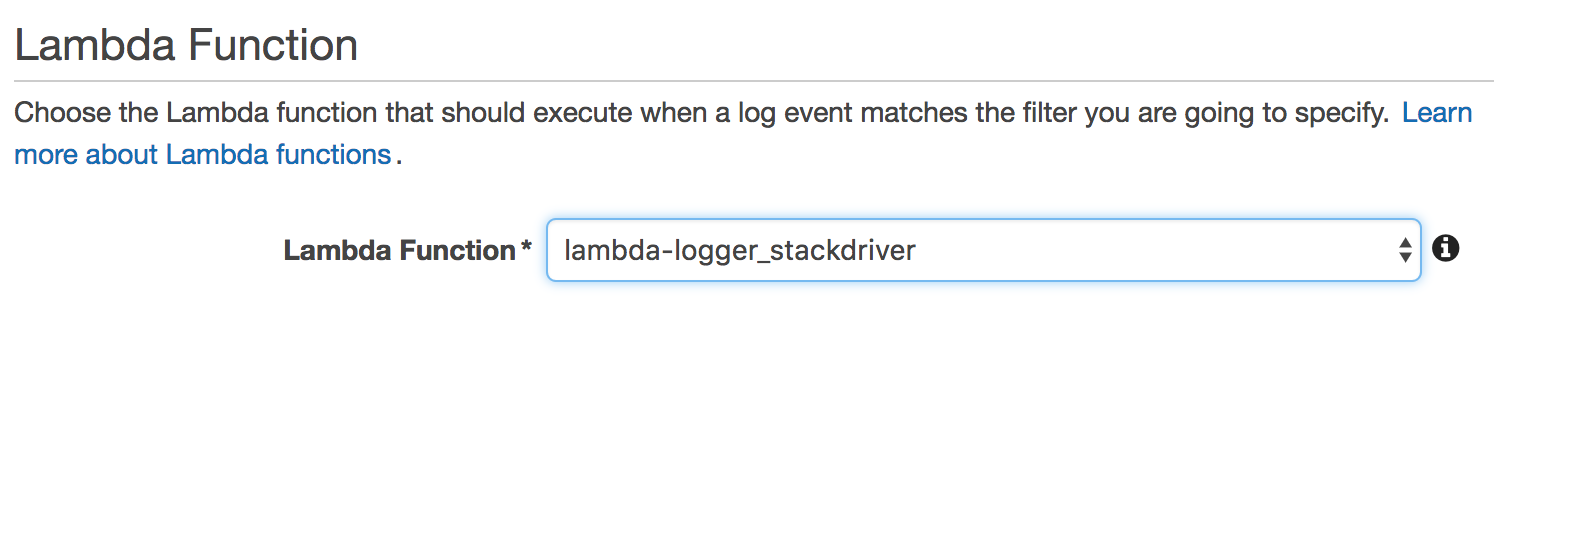 Lambda Function
Choose the Lambda function that should execute when a log event matches the filter you are going to specify. Learn
more about Lambda functions.
Lambda Function* lambda-logger_stackdriver